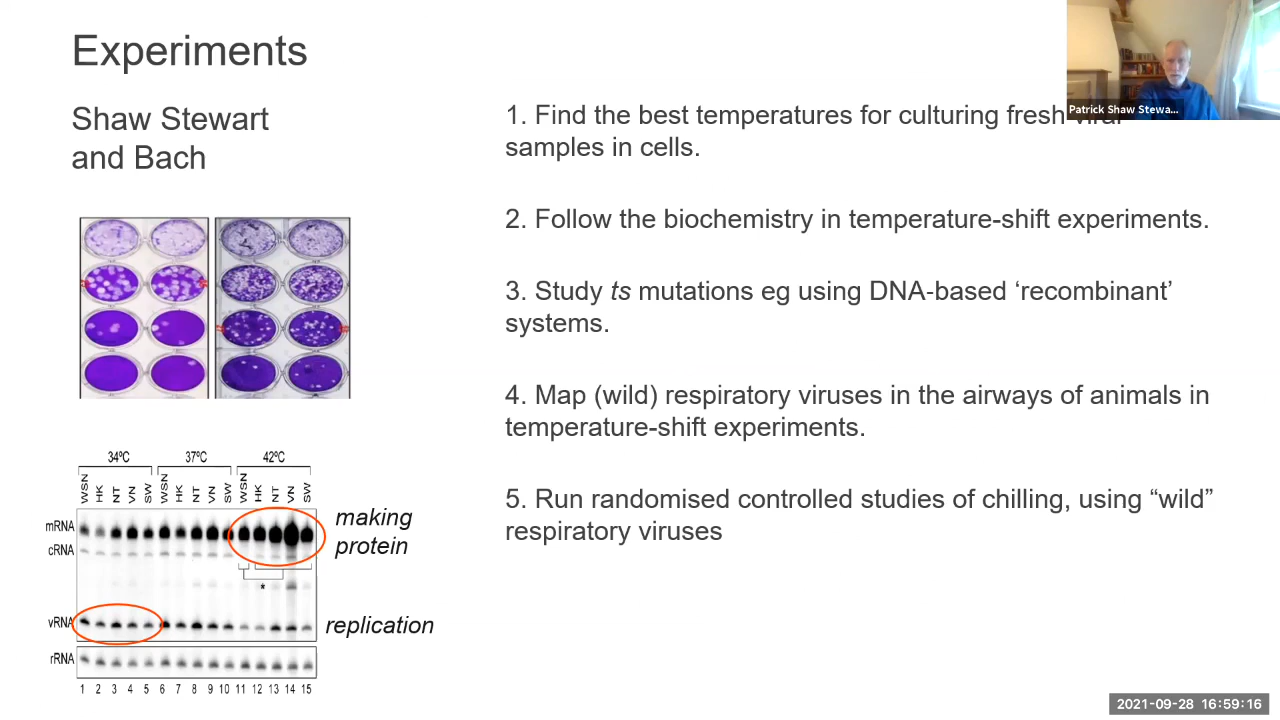 Experiments
Shaw Stewart
and Bach
Patrick Shaw Stewa...
1. Find the best temperatures for culturing fresh viral
samples in cells.
2. Follow the biochemistry in temperature-shift experiments.
3. Study ts mutations eg using DNA-based ‘recombinant’
systems.
4. Map (wild) respiratory viruses in the airways of animals in
temperature-shift experiments.
5. Run randomised controlled studies of chilling, using “wild”
respiratory viruses
34ºC 37ºC 42ºC
WSN HK NT VN SW WSN HK NT VN SW WSN HK NT VN SW
mRNA
cRNA
making
protein
*
vRNA
replication
rRNA
1 2 3 4 5 6 7 8 9 10 11 12 13 14 15
2021-09-28 16:59:16